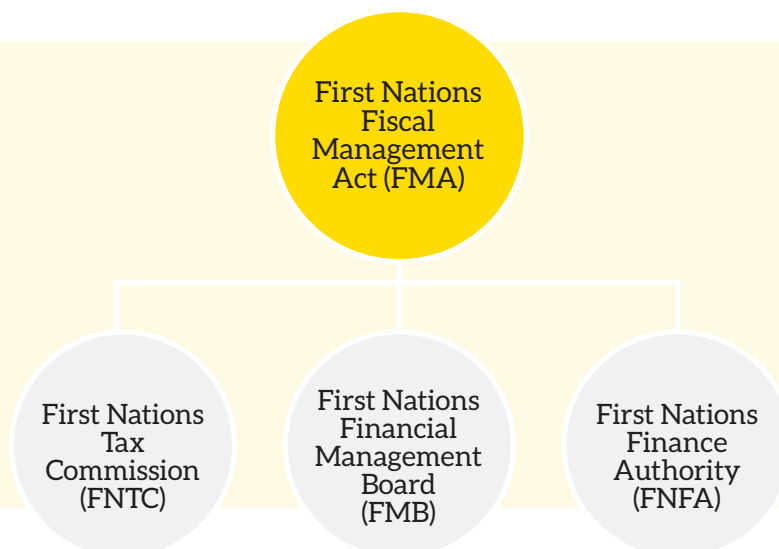 First Nations
Fiscal
Management
Act (FMA)
First Nations
Tax
Commission
(FNTC)
First Nations
Financial
Management
Board
(FMB)
First Nations
Finance
Authority
(FNFA)